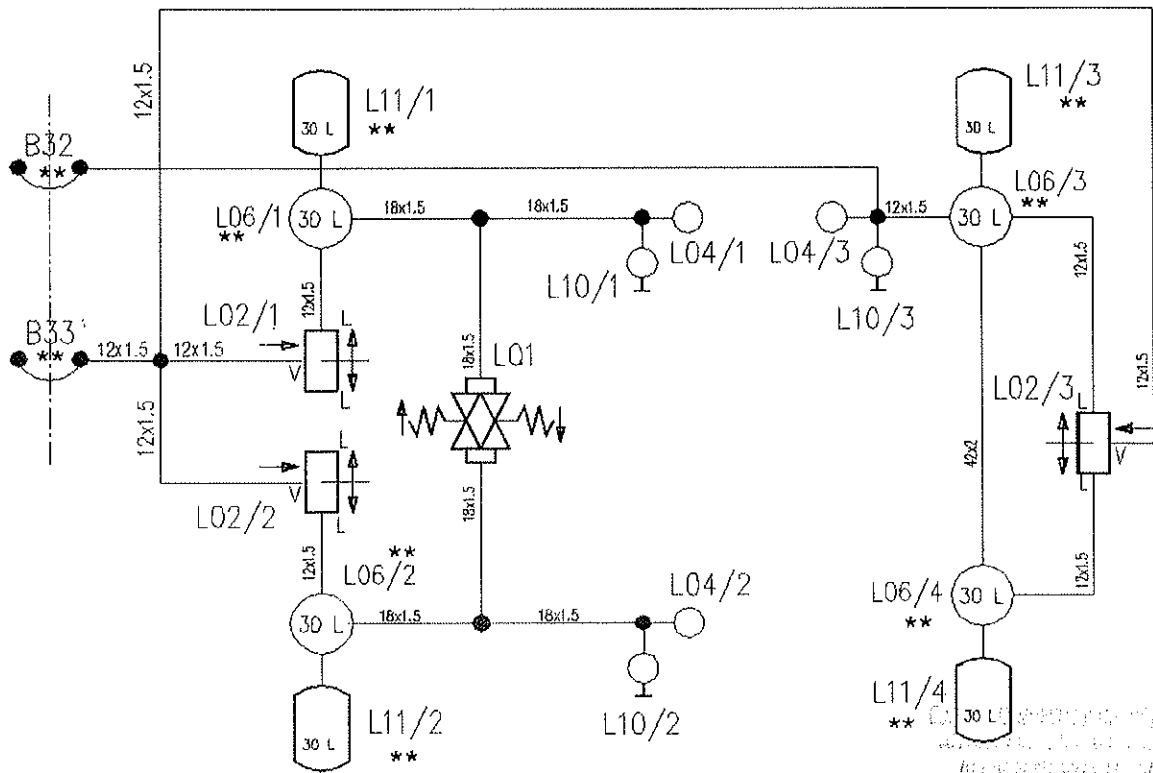 12x1.5
L11/1
**
30 L
L11/3
**
30 L
B32
**
L06/1
**
30 L
18x1.5
18x1.5
L04/1
L10/1
L04/3
12x1.5
30 L
L06/3
**
L10/3
12x1.5
12x1.5
B33
**
12x1.5
12x1.5
L02/1
L
V
L
18x1.5
LQ1
12x1.5
L02/3
L
V
L
12x1.5
L02/2
L
V
L
18x1.5
42x2
12x1.5
12x1.5
**
L06/2
30 L
18x1.5
18x1.5
L04/2
L10/2
L06/4
**
30 L
30 L
L11/2
**
L11/4
**
30 L